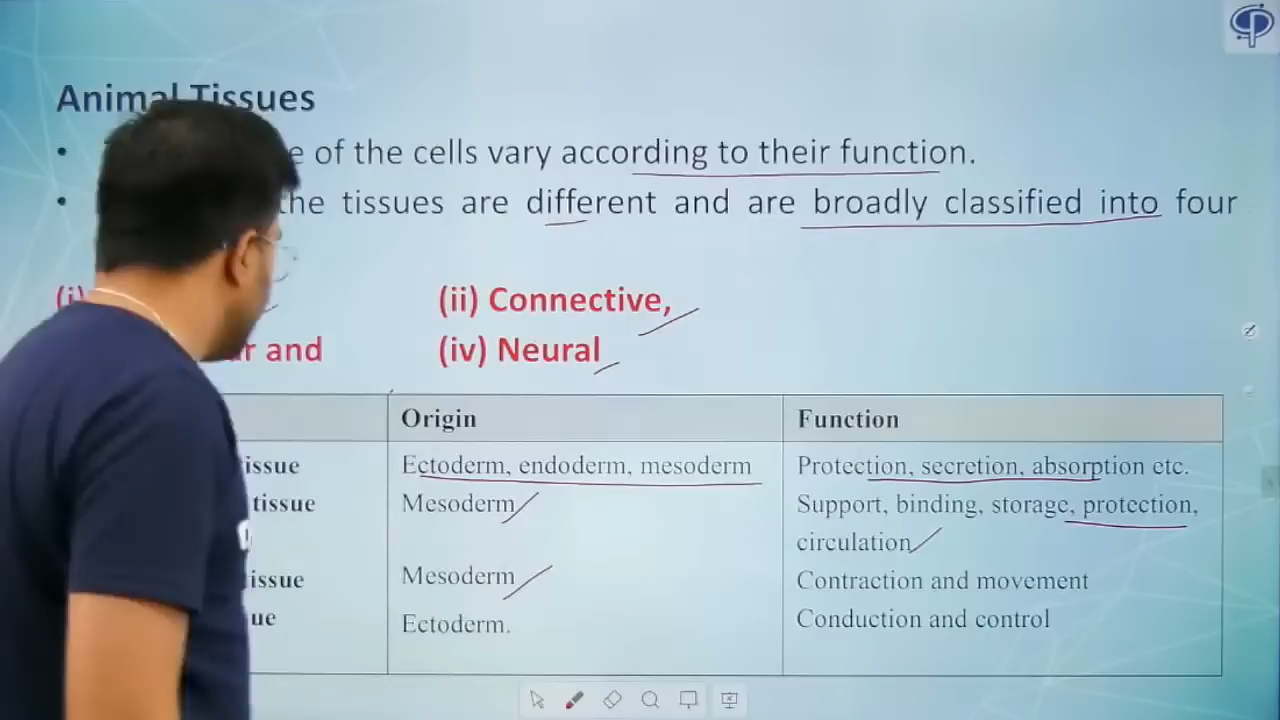 Animal Tissues
of the cells vary according to their function.
the tissues are different and are broadly classified into four
(i)
(ii) Connective,
and
(iv) Neural
Origin
Function
Ectoderm, endoderm, mesoderm
Protection, secretion, absorption etc.
tissue
Mesoderm
Support, binding, storage, protection,
circulation
Mesoderm
Contraction and movement
Ectoderm.
Conduction and control